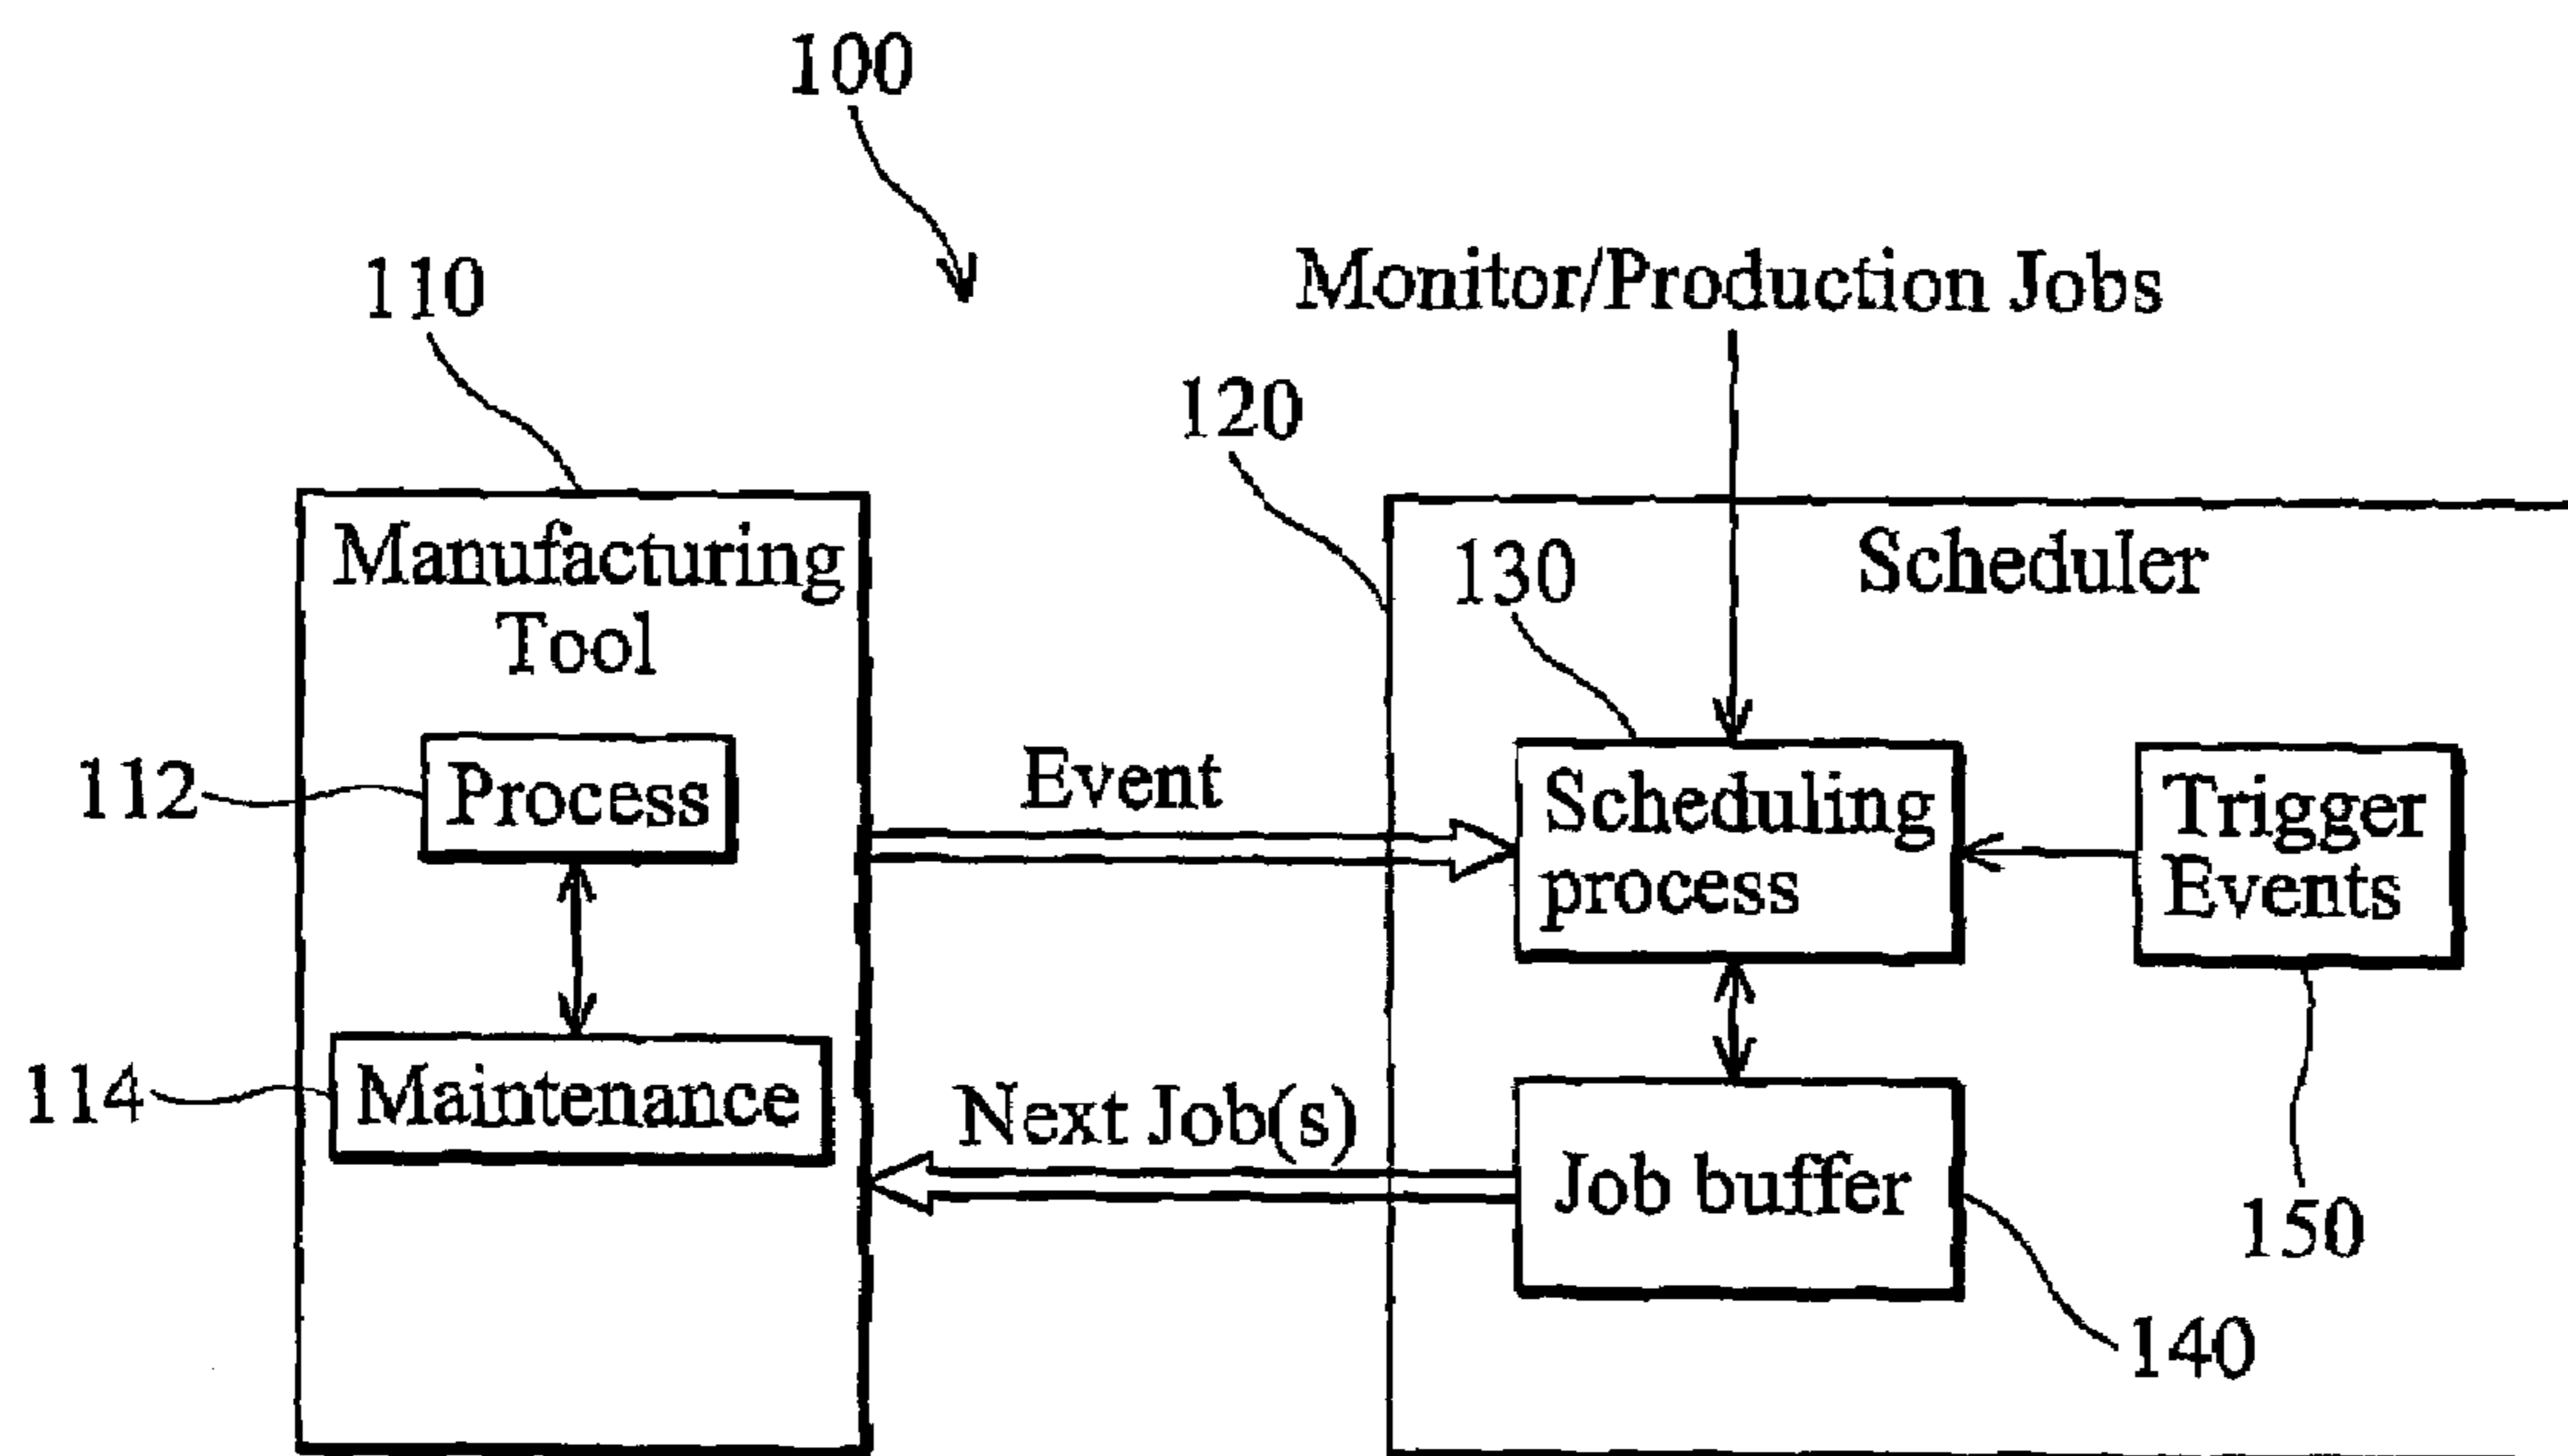 100
110
Monitor/Production Jobs
120
Manufacturing
Tool
Scheduler
130
112
Process
Event
Scheduling
process
Trigger
Events
114
Maintenance
Next Job(s)
Job buffer
150
140